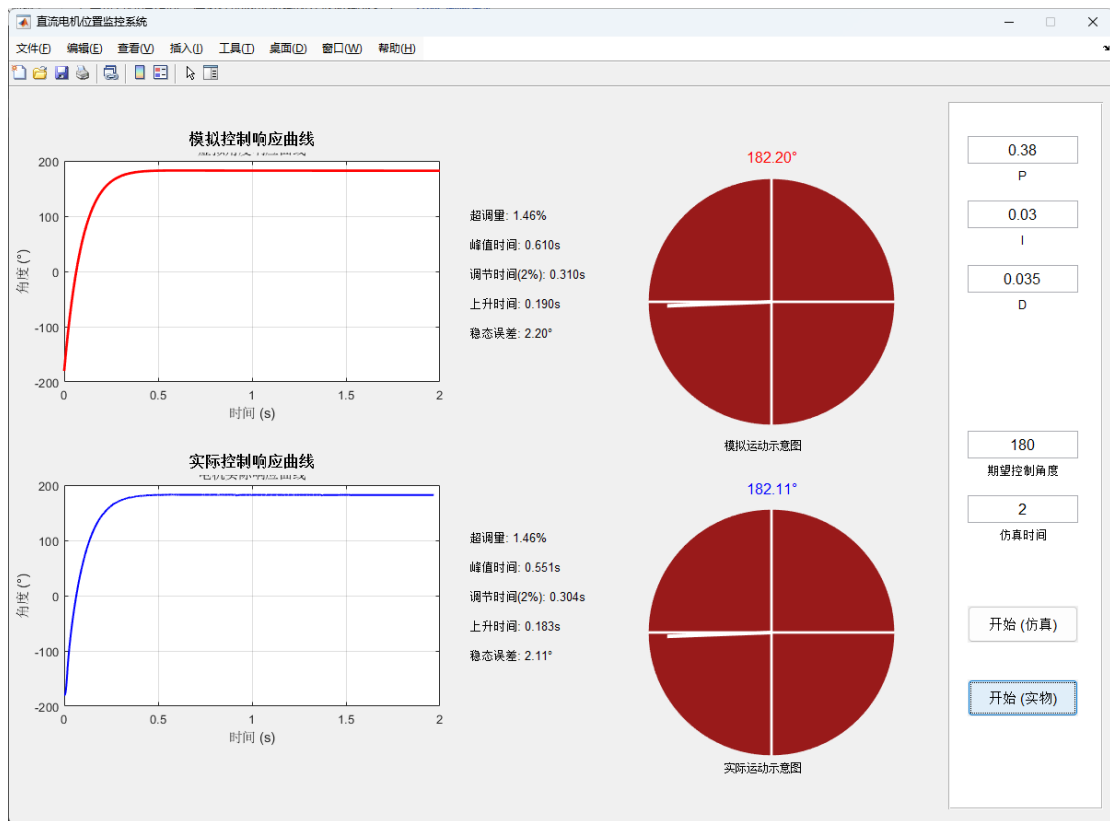 直流电机位置监控系统
文件(F) 编辑(E) 查看(V) 插入(I) 工具(T) 桌面(D) 窗口(W) 帮助(H)
模拟控制响应曲线
200
100
0
-100
-200
角度 (°)
0 0.5 1 1.5 2
时间 (s)
超调量: 1.46%
峰值时间: 0.610s
调节时间(2%): 0.310s
上升时间: 0.190s
稳态误差: 2.20°
182.20°
模拟运动示意图
实际控制响应曲线
电机实际响应曲线
200
100
0
-100
-200
角度 (°)
0 0.5 1 1.5 2
时间 (s)
超调量: 1.46%
峰值时间: 0.551s
调节时间(2%): 0.304s
上升时间: 0.183s
稳态误差: 2.11°
182.11°
实际运动示意图
0.38
P
0.03
I
0.035
D
180
期望控制角度
2
仿真时间
开始 (仿真)
开始 (实物)